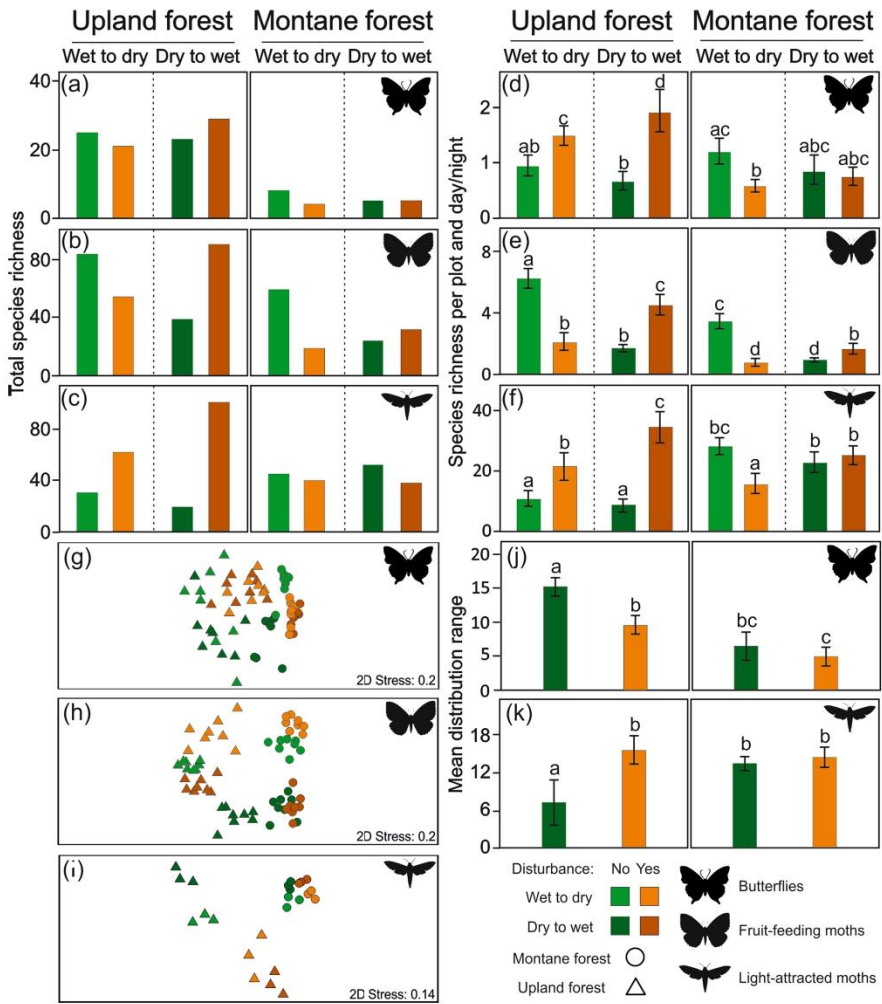 Upland forest Montane forest
Wet to dry Dry to wet Wet to dry Dry to wet
Upland forest Montane forest
Wet to dry Dry to wet Wet to dry Dry to wet
Total species richness
(a)
40
20
0
(b)
80
40
0
(c)
80
40
0
Species richness per plot and day/night
(d)
2
1
0
ab c b d ac b abc abc
(e)
8
4
0
a b b c c d d b
(f)
40
20
0
a b a c bc a b b
(g)
2D Stress: 0.2
(h)
2D Stress: 0.2
(i)
2D Stress: 0.14
Mean distribution range
(j)
20
15
10
5
0
a b bc c
(k)
18
12
6
0
a b b b
Disturbance: No Yes
Wet to dry
Dry to wet
Montane forest
Upland forest
Butterflies
Fruit-feeding moths
Light-attracted moths